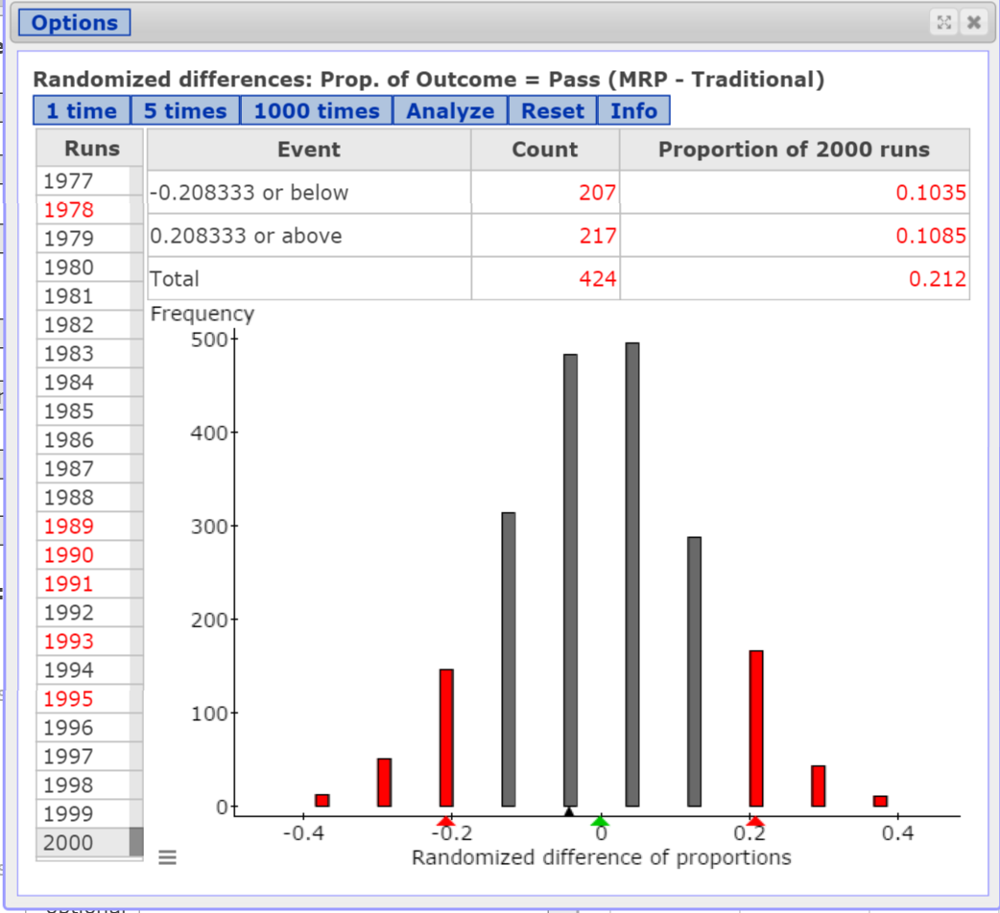 Options
Randomized differences: Prop. of Outcome = Pass (MRP - Traditional)
1 time 5 times 1000 times Analyze Reset Info
Runs
1977
1978
1979
1980
1981
1982
1983
1984
1985
1986
1987
1988
1989
1990
1991
1992
1993
1994
1995
1996
1997
1998
1999
2000
Event Count Proportion of 2000 runs
-0.208333 or below 207 0.1035
0.208333 or above 217 0.1085
Total 424 0.212
Frequency
500
400
300
200
100
0
-0.4 -0.2 0 0.2 0.4
Randomized difference of proportions